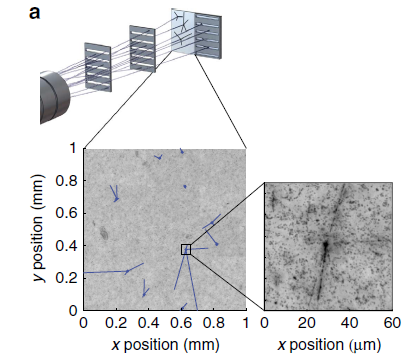 a
1
0.8
0.6
0.4
0.2
0
y position (mm)
0 0.2 0.4 0.6 0.8 1
x position (mm)
0 20 40 60
x position (μm)